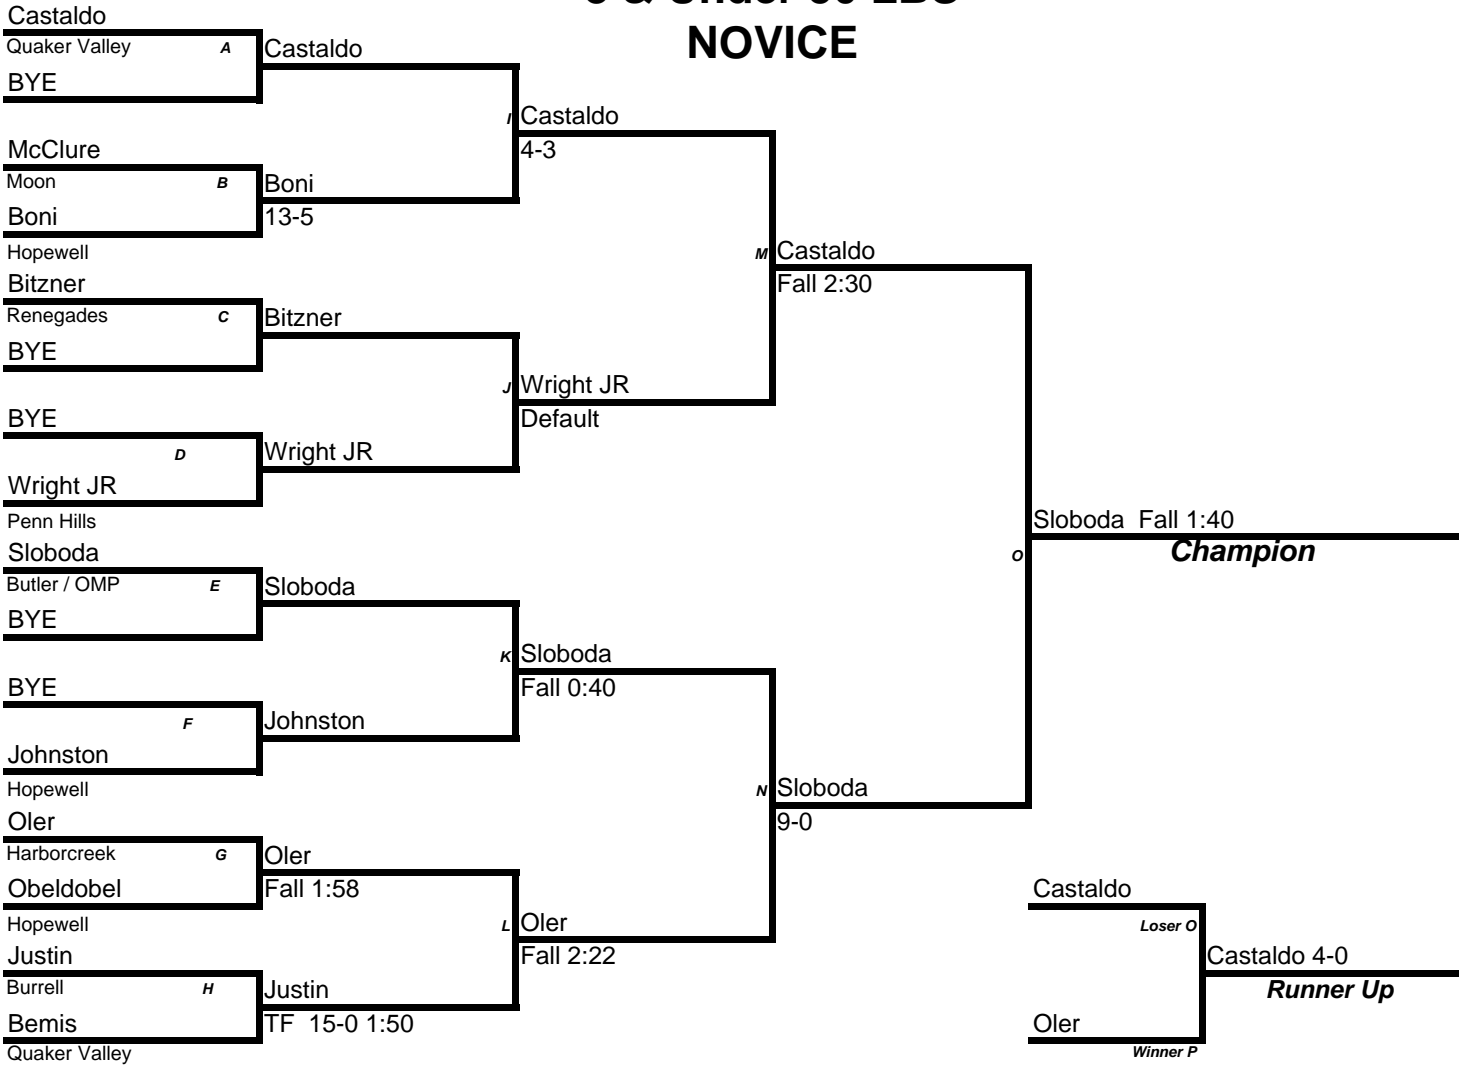 NOVICE
Castaldo
Quaker Valley A
BYE
Castaldo
McClure
Moon B
Boni
Hopewell
Boni
13-5
I Castaldo
4-3
Bitzner
Renegades C
BYE
Bitzner
BYE
D
Wright JR
Penn Hills
Wright JR
J Wright JR
Default
M Castaldo
Fall 2:30
Sloboda
Butler / OMP E
BYE
Sloboda
BYE
F
Johnston
Hopewell
Johnston
K Sloboda
Fall 0:40
Oler
Harborcreek G
Obeldobel
Hopewell
Oler
Fall 1:58
Justin
Burrell H
Bemis
Quaker Valley
Justin
TF 15-0 1:50
L Oler
Fall 2:22
N Sloboda
9-0
O
Sloboda Fall 1:40
Champion
Castaldo
Loser O
Oler
Winner P
Castaldo 4-0
Runner Up